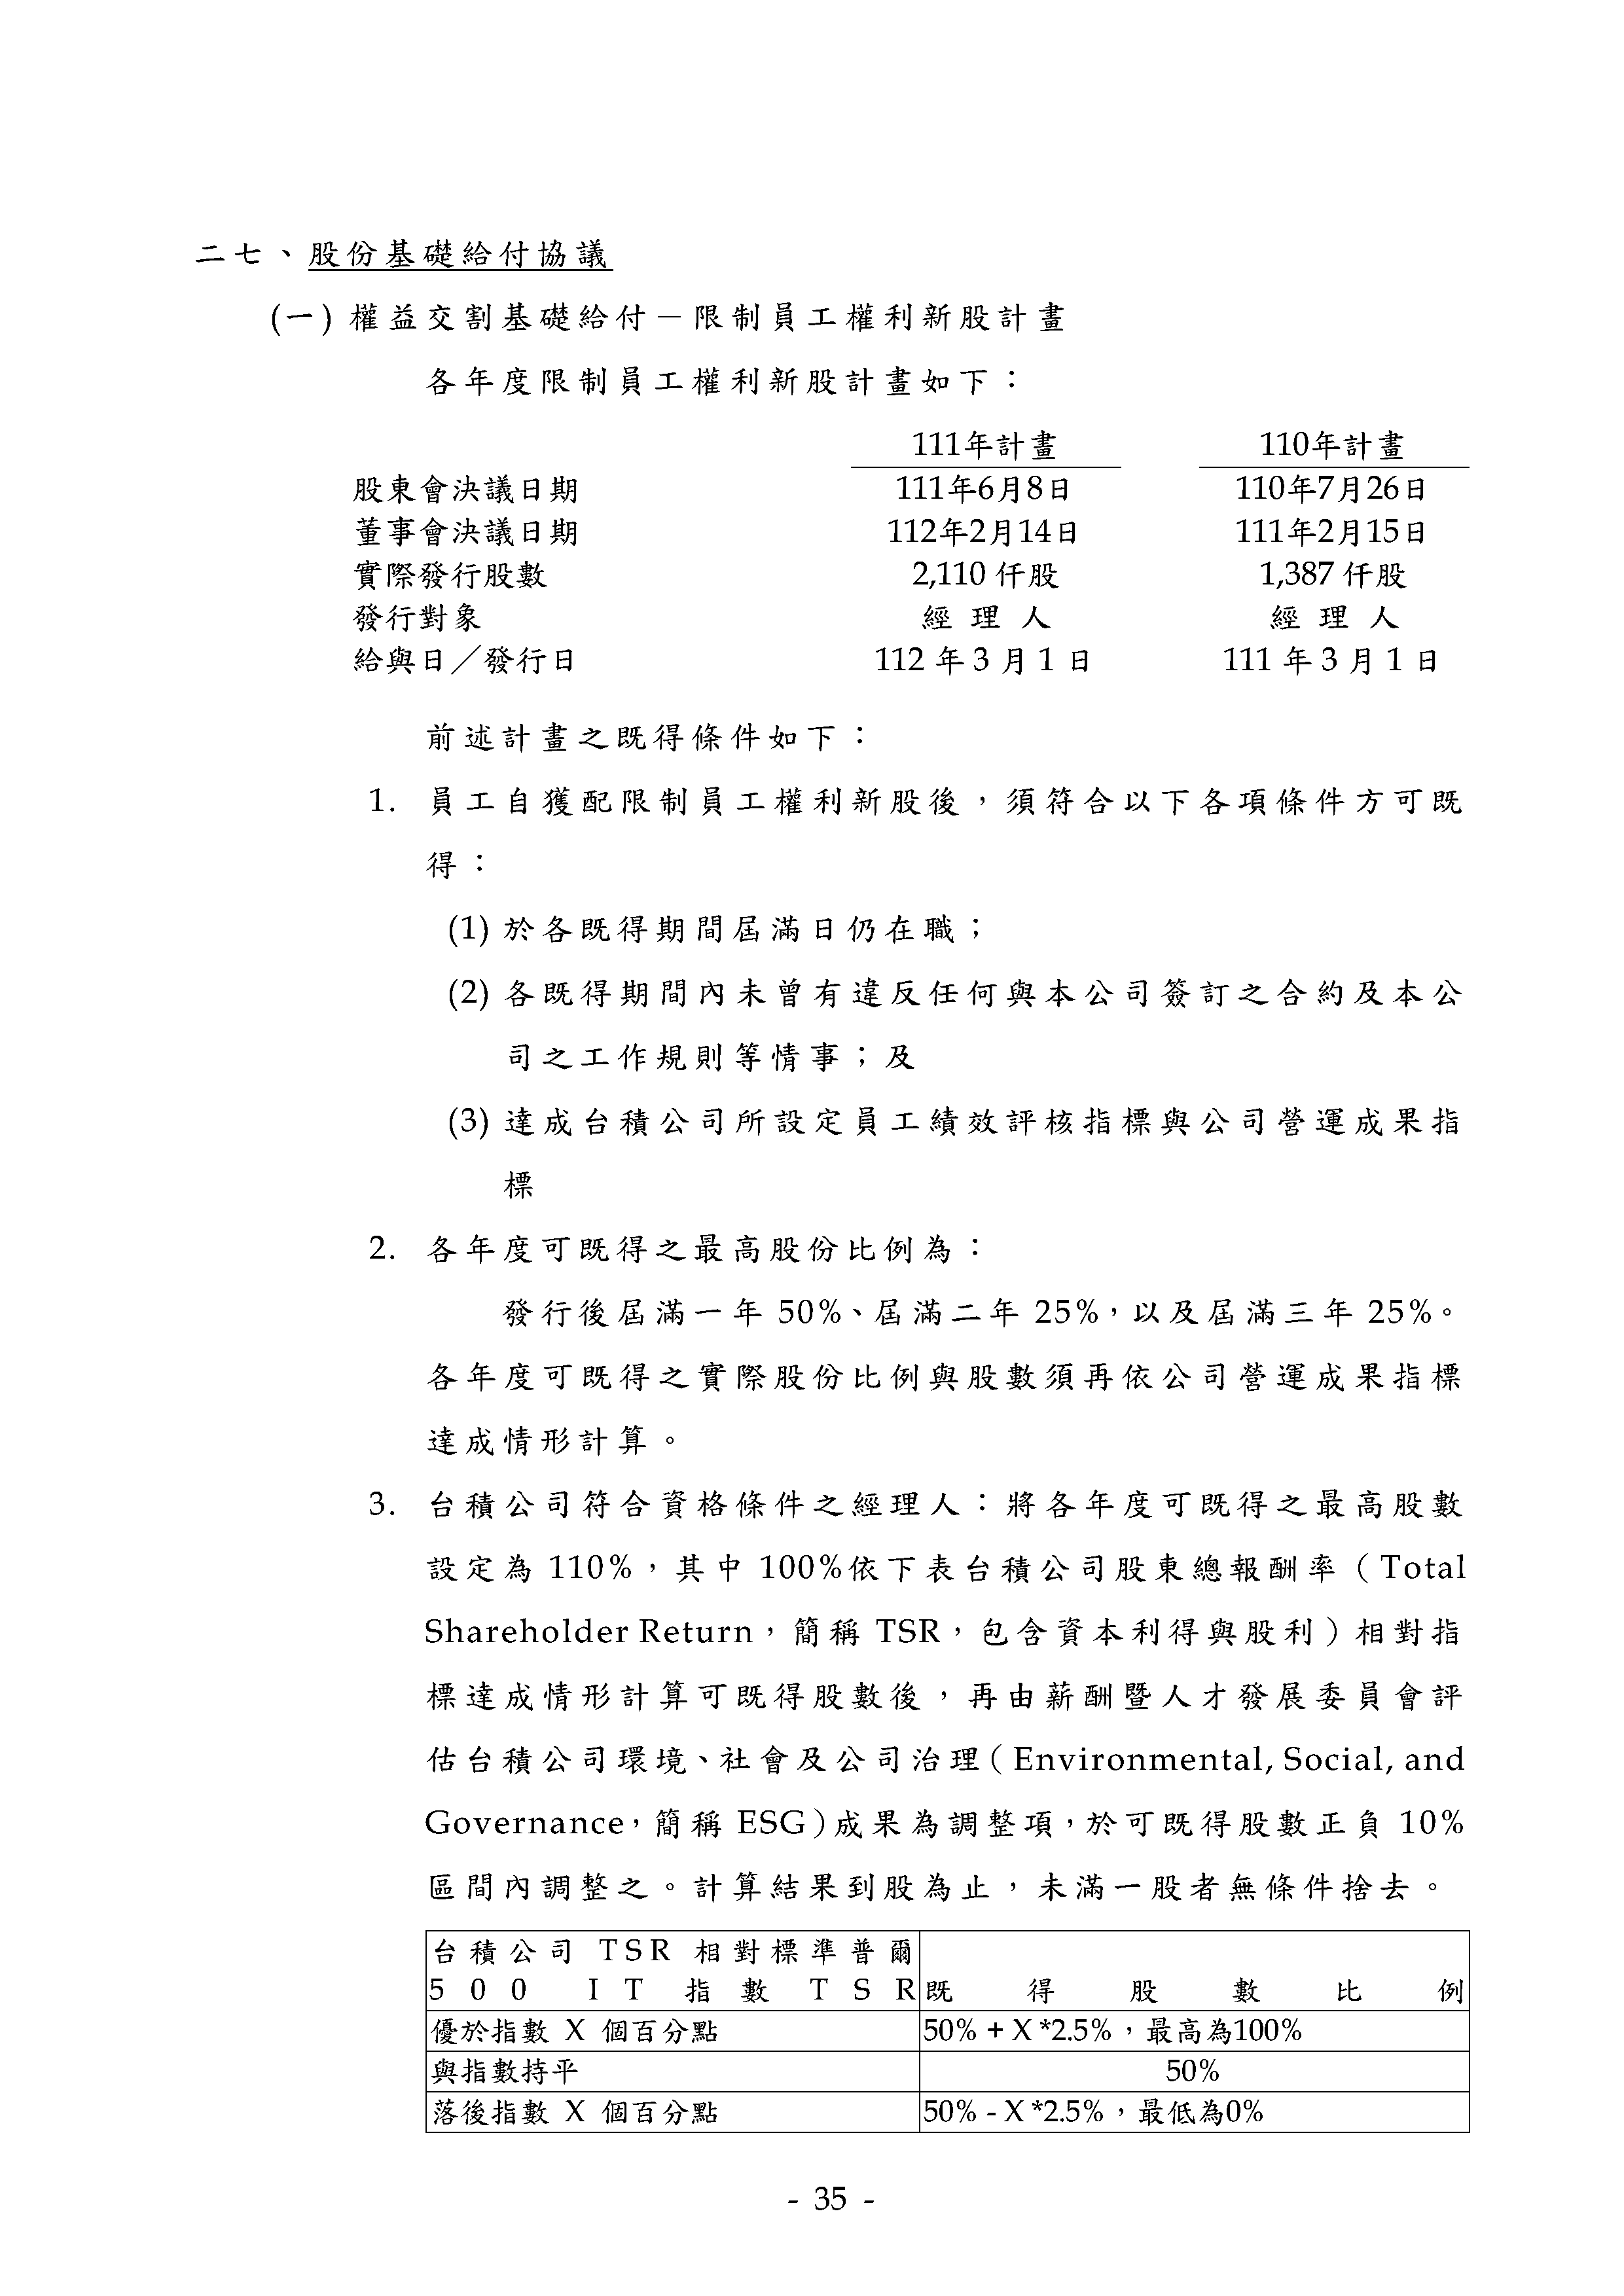 二七、股份基礎給付協議
(一) 權益交割基礎給付－限制員工權利新股計畫
各年度限制員工權利新股計畫如下：
111年計畫 110年計畫
股東會決議日期 111年6月8日 110年7月26日
董事會決議日期 112年2月14日 111年2月15日
實際發行股數 2,110 仟股 1,387 仟股
發行對象 經 理 人 經 理 人
給與日／發行日 112 年 3 月 1 日 111 年 3 月 1 日
前述計畫之既得條件如下：
1. 員工自獲配限制員工權利新股後，須符合以下各項條件方可既
得：
(1) 於各既得期間屆滿日仍在職；
(2) 各既得期間內未曾有違反任何與本公司簽訂之合約及本公
司之工作規則等情事；及
(3) 達成台積公司所設定員工績效評核指標與公司營運成果指
標
2. 各年度可既得之最高股份比例為：
發行後屆滿一年 50%、屆滿二年 25%，以及屆滿三年 25%。
各年度可既得之實際股份比例與股數須再依公司營運成果指標
達成情形計算。
3. 台積公司符合資格條件之經理人：將各年度可既得之最高股數
設定為 110%，其中 100%依下表台積公司股東總報酬率（Total
Shareholder Return，簡稱 TSR，包含資本利得與股利）相對指
標達成情形計算可既得股數後，再由薪酬暨人才發展委員會評
估台積公司環境、社會及公司治理（Environmental, Social, and
Governance，簡稱 ESG）成果為調整項，於可既得股數正負 10%
區間內調整之。計算結果到股為止，未滿一股者無條件捨去。
台積公司 TSR 相對標準普爾
500 IT 指數 TSR 既得股數比例
優於指數 X 個百分點 50% + X *2.5%，最高為100%
與指數持平 50%
落後指數 X 個百分點 50% - X *2.5%，最低為0%
- 35 -